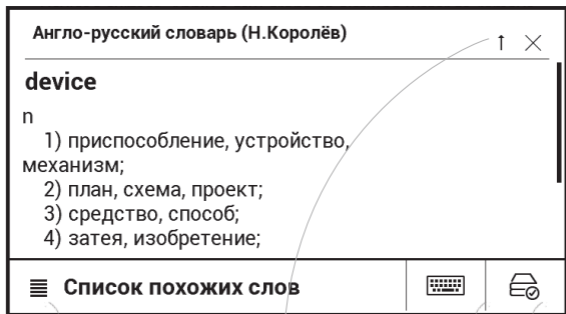 Англо-русский словарь (Н.Королёв)
device
n
1) приспособление, устройство,
механизм;
2) план, схема, проект;
3) средство, способ;
4) затея, изобретение;
Список похожих слов